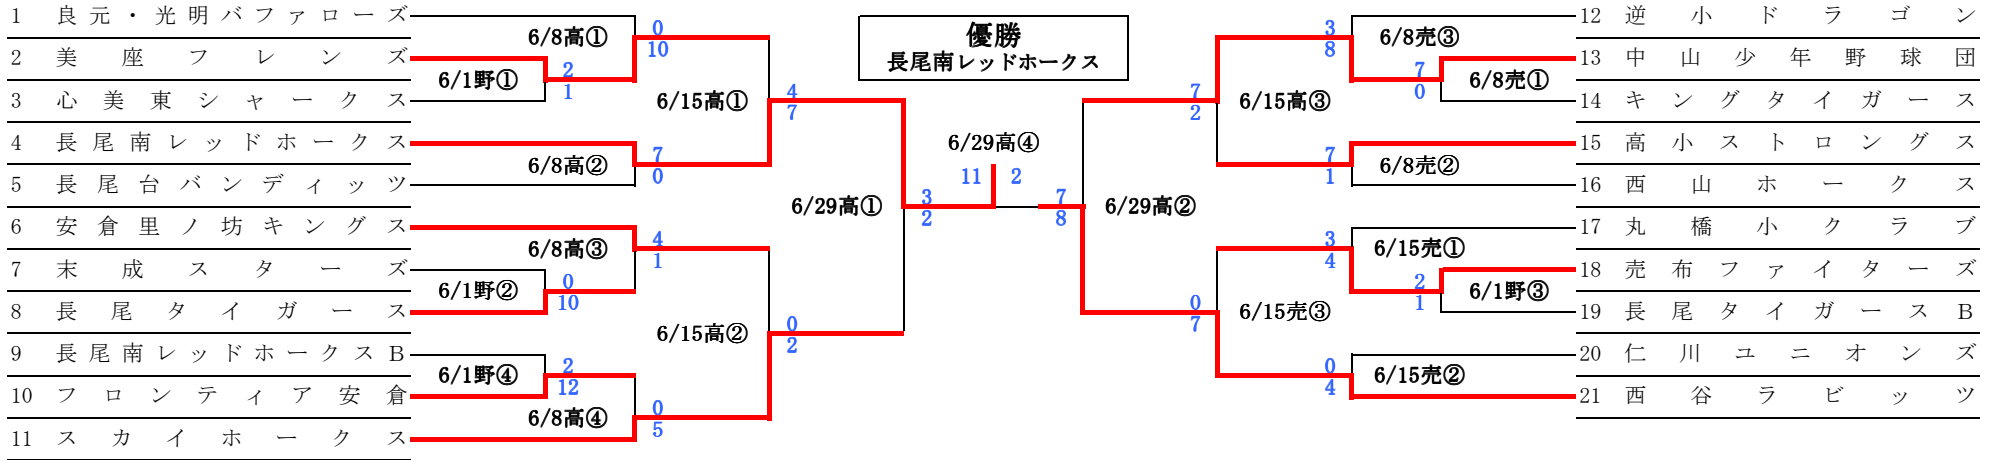 1 良元・光明バファローズ
2 美座フレンズ
3 心美東シャークス
4 長尾南レッドホークス
5 長尾台バンディッツ
6 安倉里ノ坊キングス
7 末成スターズ
8 長尾タイガース
9 長尾南レッドホークスB
10 フロンティア安倉
11 スカイホークス
6/1野①
2
1
6/1野②
0
10
6/1野④
2
12
6/8高①
0
10
6/8高②
7
0
6/8高③
4
1
6/8高④
0
5
6/15高①
4
7
6/15高②
0
2
6/29高①
3
2
優勝
長尾南レッドホークス
6/29高④
11 2
7
8
6/29高②
7
2
6/15高③
0
7
6/15売③
3
8
6/8売③
7
1
6/8売②
3
4
6/15売①
0
4
6/15売②
7
0
6/8売①
2
1
6/1野③
12 逆小ドラゴン
13 中山少年野球団
14 キングタイガース
15 高小ストロングス
16 西山ホークス
17 丸橋小クラブ
18 売布ファイターズ
19 長尾タイガースB
20 仁川ユニオンズ
21 西谷ラビッツ